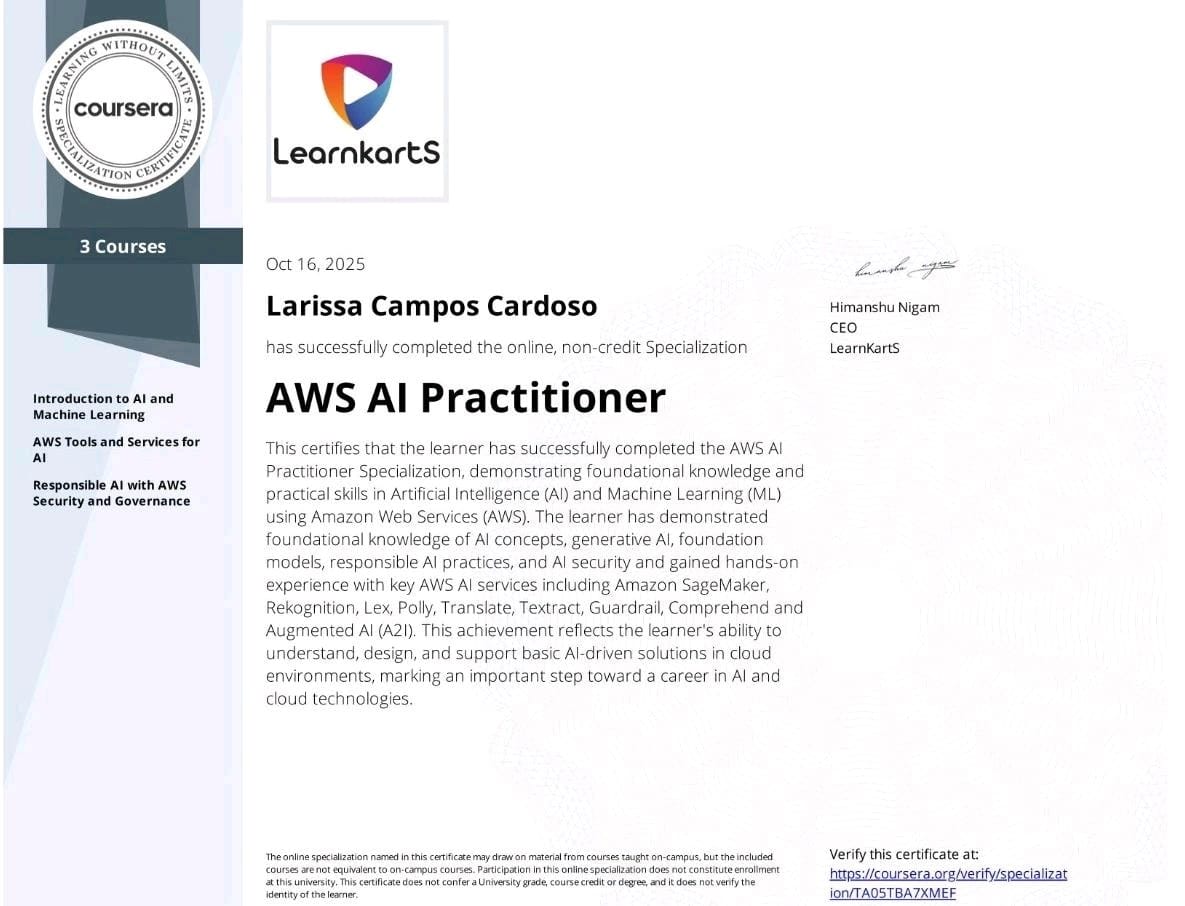 LEARNING WITHOUT LIMITS
coursera
SPECIALIZATION CERTIFICATE
3 Courses
Introduction to AI and
Machine Learning
AWS Tools and Services for
AI
Responsible AI with AWS
Security and Governance
LearnkartS
Oct 16, 2025
Larissa Campos Cardoso
has successfully completed the online, non-credit Specialization
AWS AI Practitioner
This certifies that the learner has successfully completed the AWS AI
Practitioner Specialization, demonstrating foundational knowledge and
practical skills in Artificial Intelligence (AI) and Machine Learning (ML)
using Amazon Web Services (AWS). The learner has demonstrated
foundational knowledge of AI concepts, generative AI, foundation
models, responsible AI practices, and AI security and gained hands-on
experience with key AWS AI services including Amazon SageMaker,
Rekognition, Lex, Polly, Translate, Textract, Guardrail, Comprehend and
Augmented AI (A2I). This achievement reflects the learner's ability to
understand, design, and support basic AI-driven solutions in cloud
environments, marking an important step toward a career in AI and
cloud technologies.
himanshu nigam
Himanshu Nigam
CEO
LearnKartS
The online specialization named in this certificate may draw on material from courses taught on-campus, but the included
courses are not equivalent to on-campus courses. Participation in this online specialization does not constitute enrollment
at this university. This certificate does not confer a University grade, course credit or degree, and it does not verify the
identity of the learner.
Verify this certificate at:
https://coursera.org/verify/specializat
ion/TA05TBA7XMEF